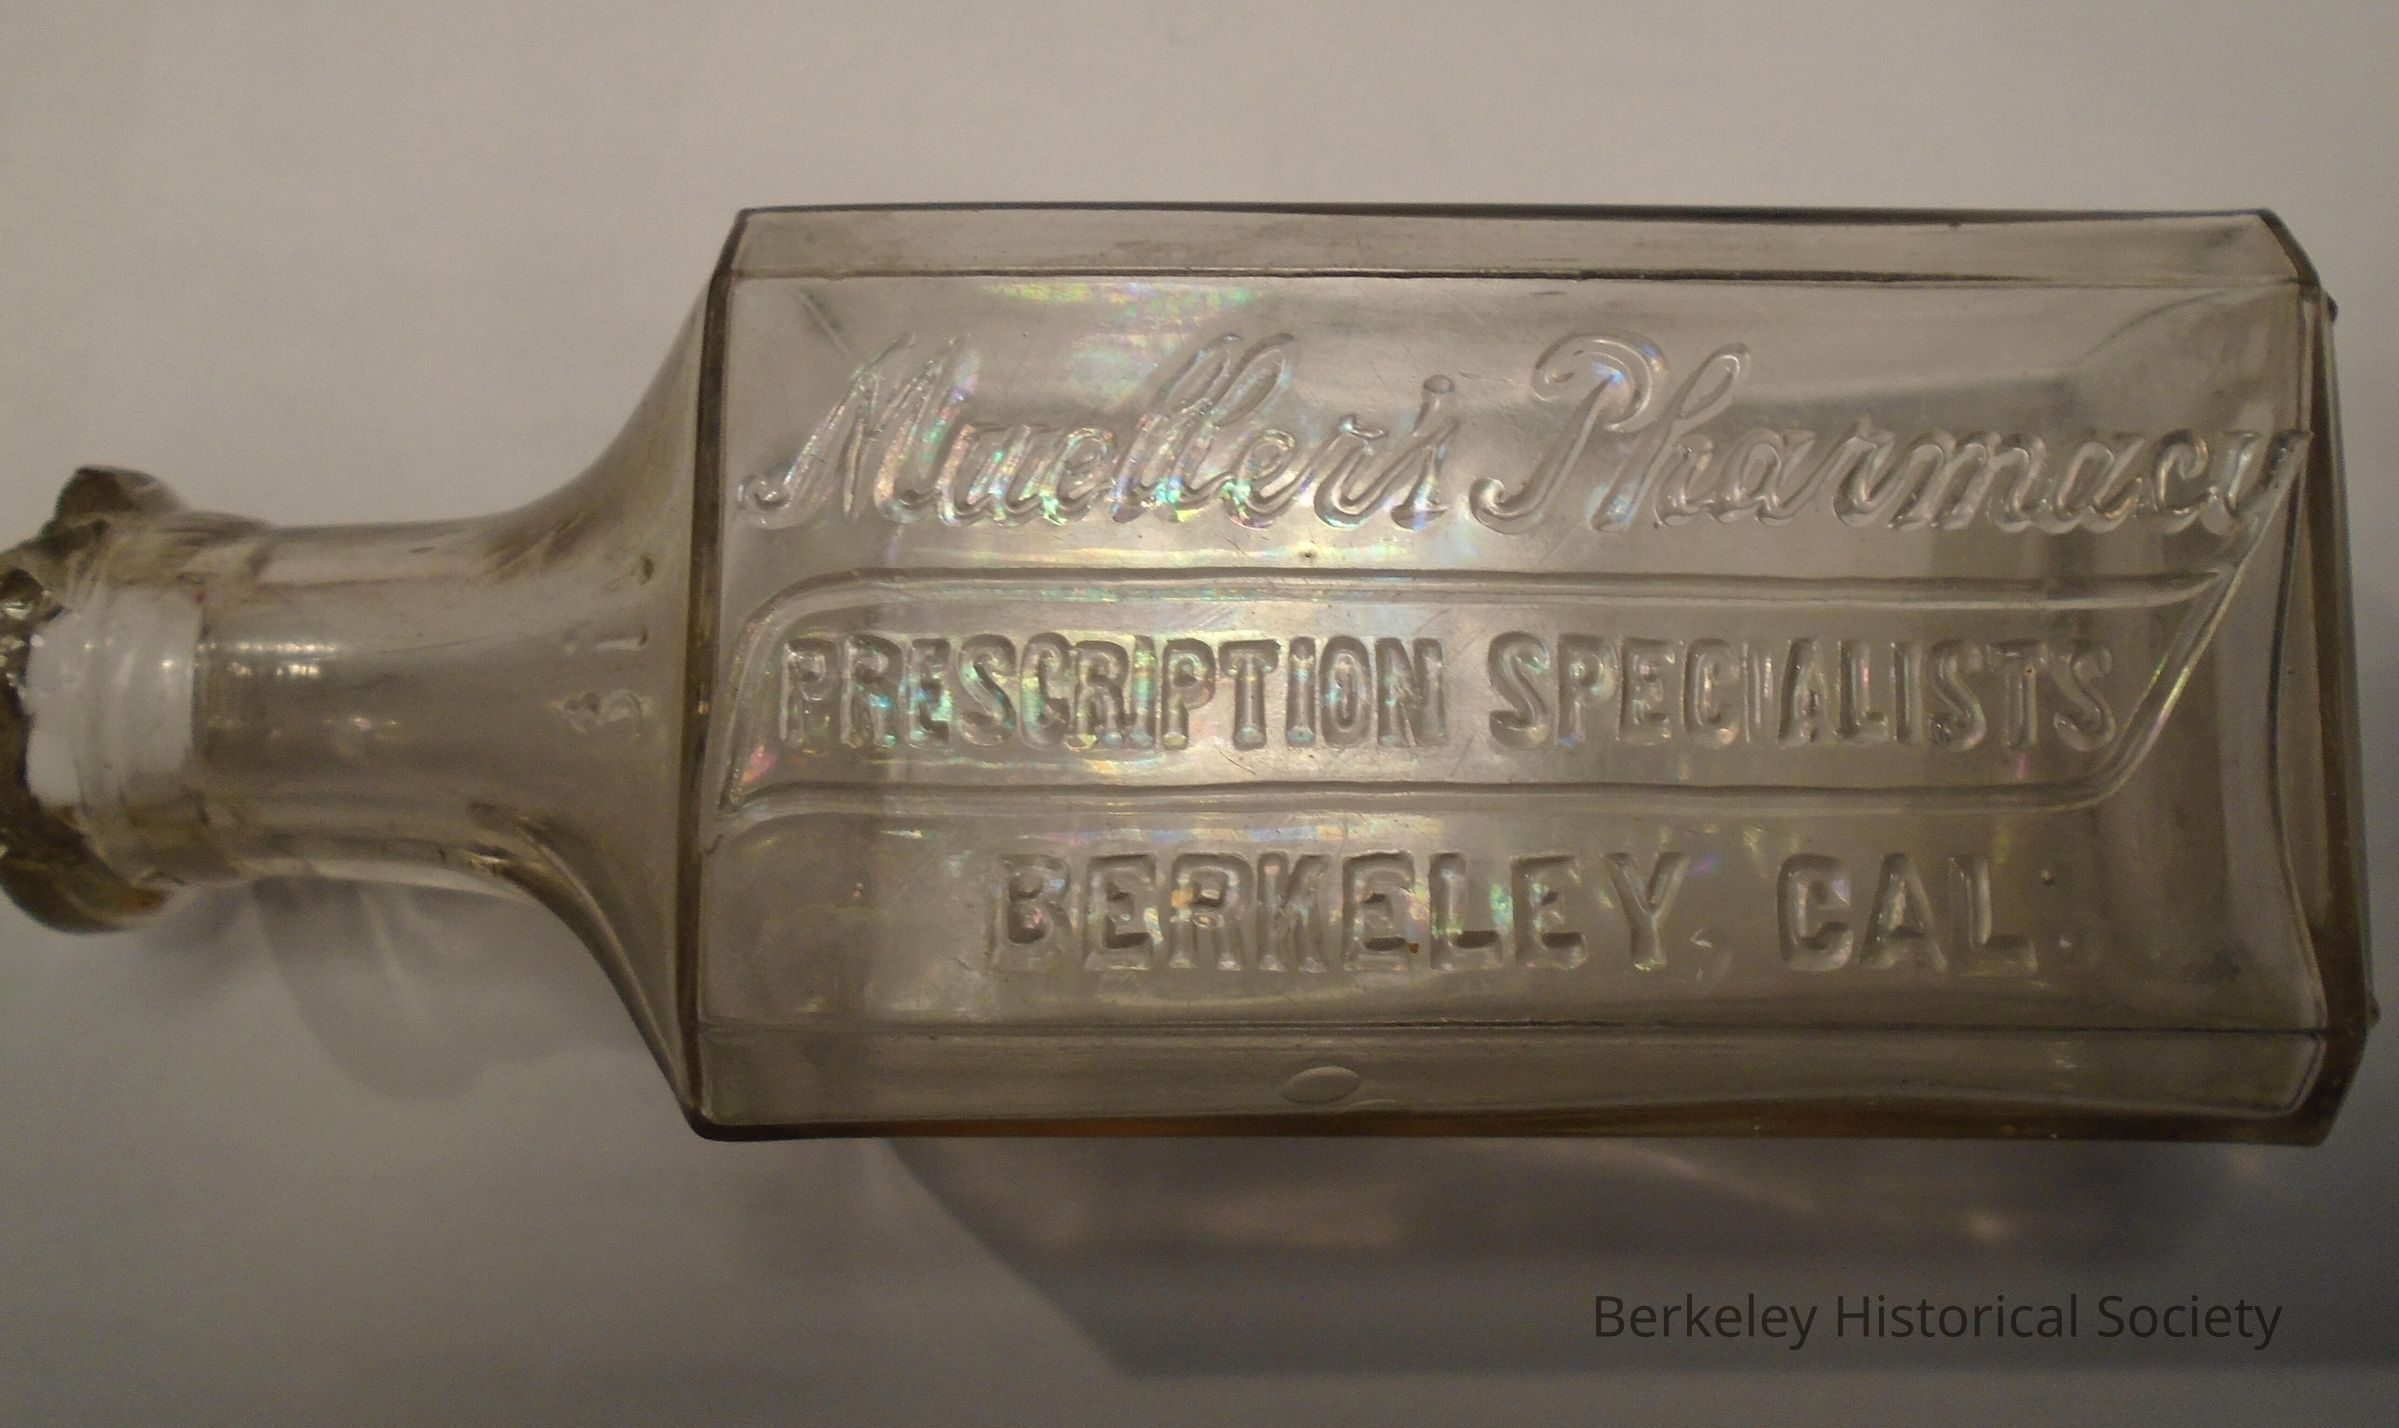 Mueller's Pharmacy
PRESCRIPTION SPECIALISTS
BERKELEY, CAL.
Berkeley Historical Society